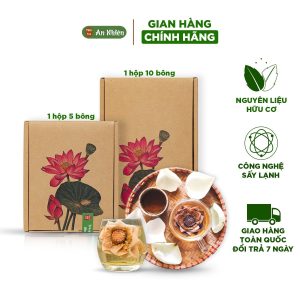 An Nhiên
GIAN HÀNG
CHÍNH HÃNG
1 hộp 10 bông
1 hộp 5 bông
NGUYÊN LIỆU
HỮU CƠ
CÔNG NGHỆ
SẤY LẠNH
GIAO HÀNG
TOÀN QUỐC
ĐỔI TRẢ 7 NGÀY